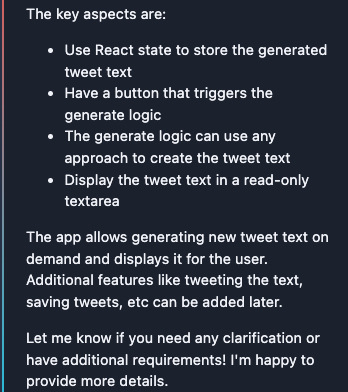 The key aspects are:
• Use React state to store the generated
tweet text
• Have a button that triggers the
generate logic
• The generate logic can use any
approach to create the tweet text
• Display the tweet text in a read-only
textarea
The app allows generating new tweet text on
demand and displays it for the user.
Additional features like tweeting the text,
saving tweets, etc can be added later.
Let me know if you need any clarification or
have additional requirements! I'm happy to
provide more details.